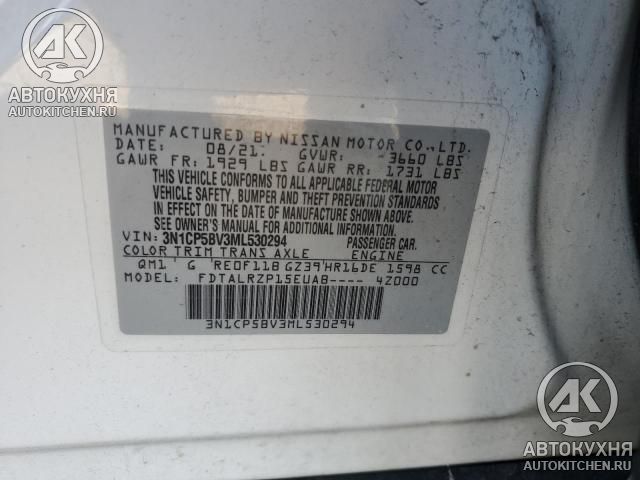 АК
АВТОКУХНЯ
AUTOKITCHEN.RU
MANUFACTURED BY NISSAN MOTOR CO., LTD.
DATE: 08/21. GVWR: 3660 LBS
GAWR FR: 1929 LBS GAWR RR: 1731 LBS
THIS VEHICLE CONFORMS TO ALL APPLICABLE FEDERAL MOTOR
VEHICLE SAFETY, BUMPER AND THEFT PREVENTION STANDARDS
IN EFFECT ON THE DATE OF MANUFACTURE SHOWN ABOVE.
SEE OWNER'S MANUAL FOR ADDITIONAL INFORMATION.
VIN: 3N1CP5BV3ML530294 PASSENGER CAR.
COLOR TRIM TRANS AXLE ENGINE
QM1 G RE0F11B GZ39 HR16DE 1598 CC
MODEL: FDTALRZP15EUAB---- 4Z000
3N1CP5BV3ML530294
АК
АВТОКУХНЯ
AUTOKITCHEN.RU